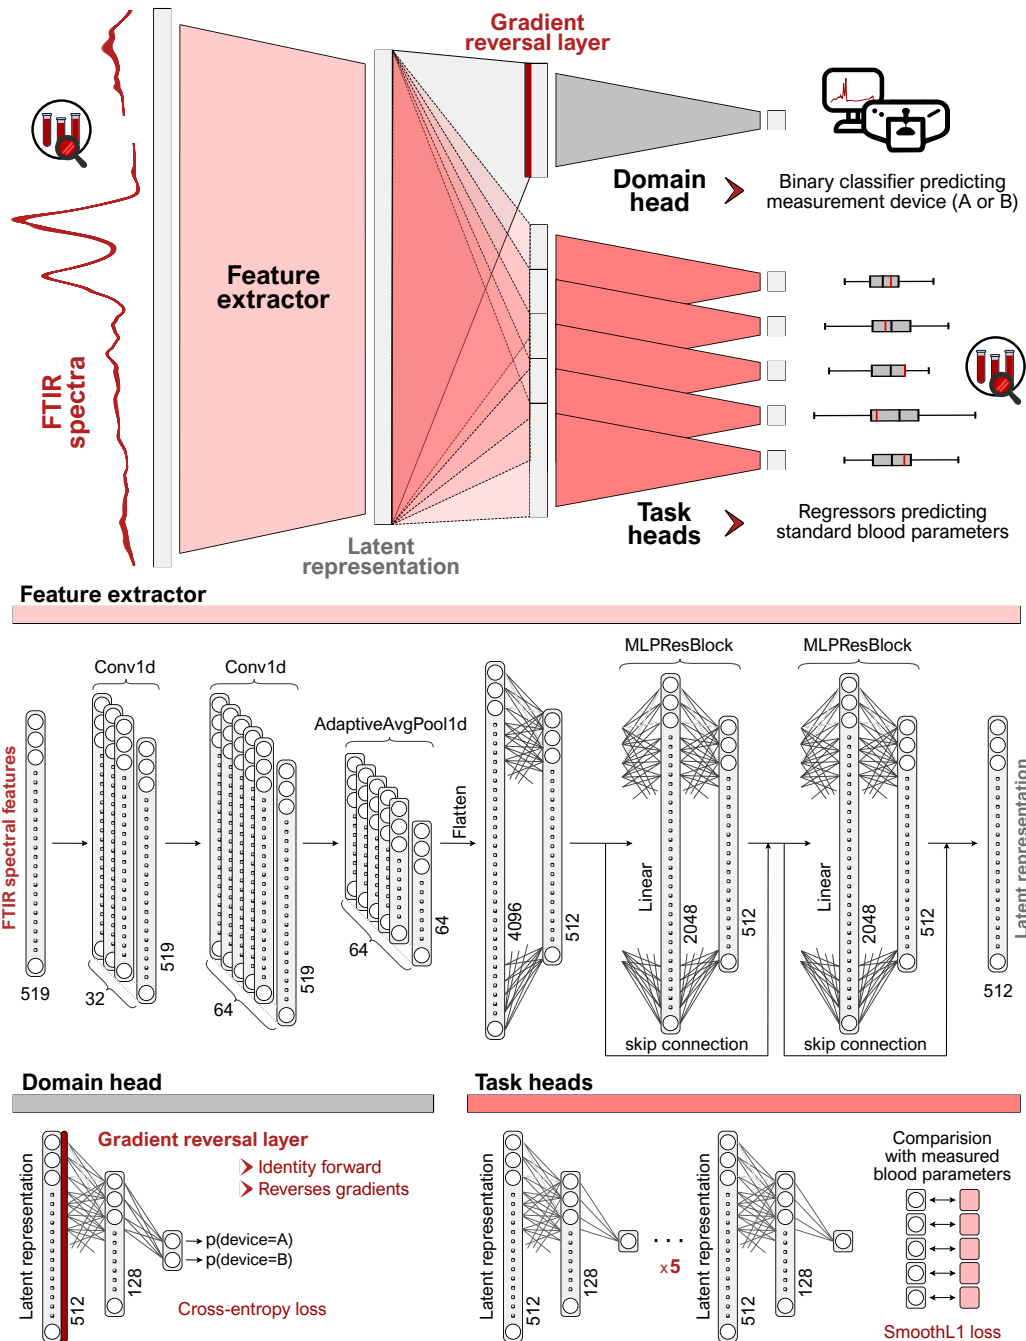 Gradient
reversal layer
Feature
extractor
FTIR
spectra
Domain
head
Binary classifier predicting
measurement device (A or B)
Task
heads
Regressors predicting
standard blood parameters
Latent
representation
Feature extractor
Conv1d
Conv1d
AdaptiveAvgPool1d
MLPResBlock
MLPResBlock
FTIR spectral features
519
32
519
64
519
64
64
Flatten
4096
512
Linear
2048
512
skip connection
Linear
2048
512
skip connection
512
Latent representation
Domain head
Latent representation
512
Gradient reversal layer
Identity forward
Reverses gradients
128
p(device=A)
p(device=B)
Cross-entropy loss
Task heads
Latent representation
512
128
. . .
x5
Latent representation
512
128
Comparision
with measured
blood parameters
SmoothL1 loss